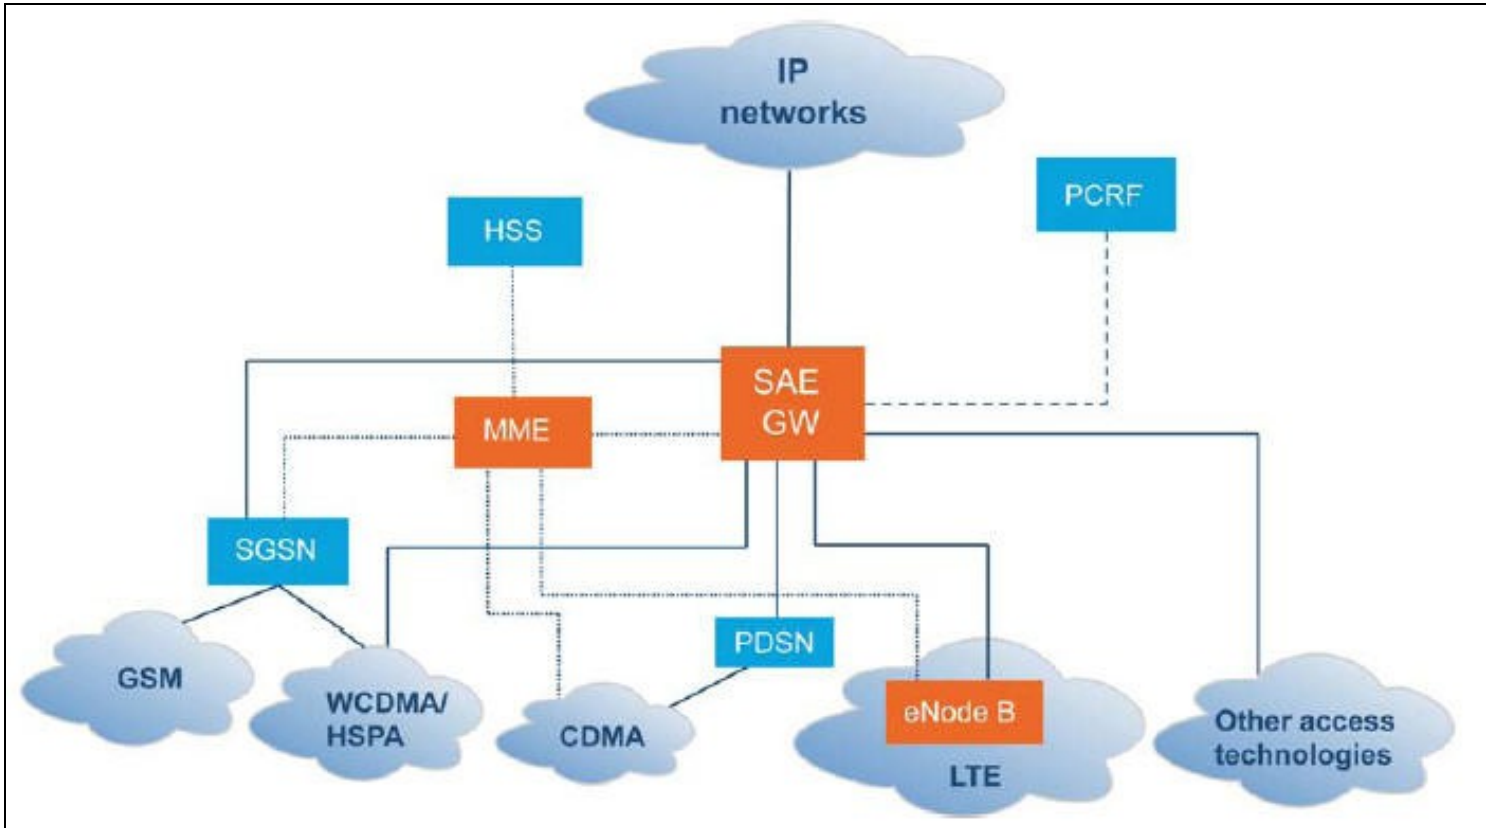 IP
networks
PCRF
HSS
SAE
GW
MME
SGSN
PDSN
GSM
WCDMA/
HSPA
CDMA
eNode B
LTE
Other access
technologies